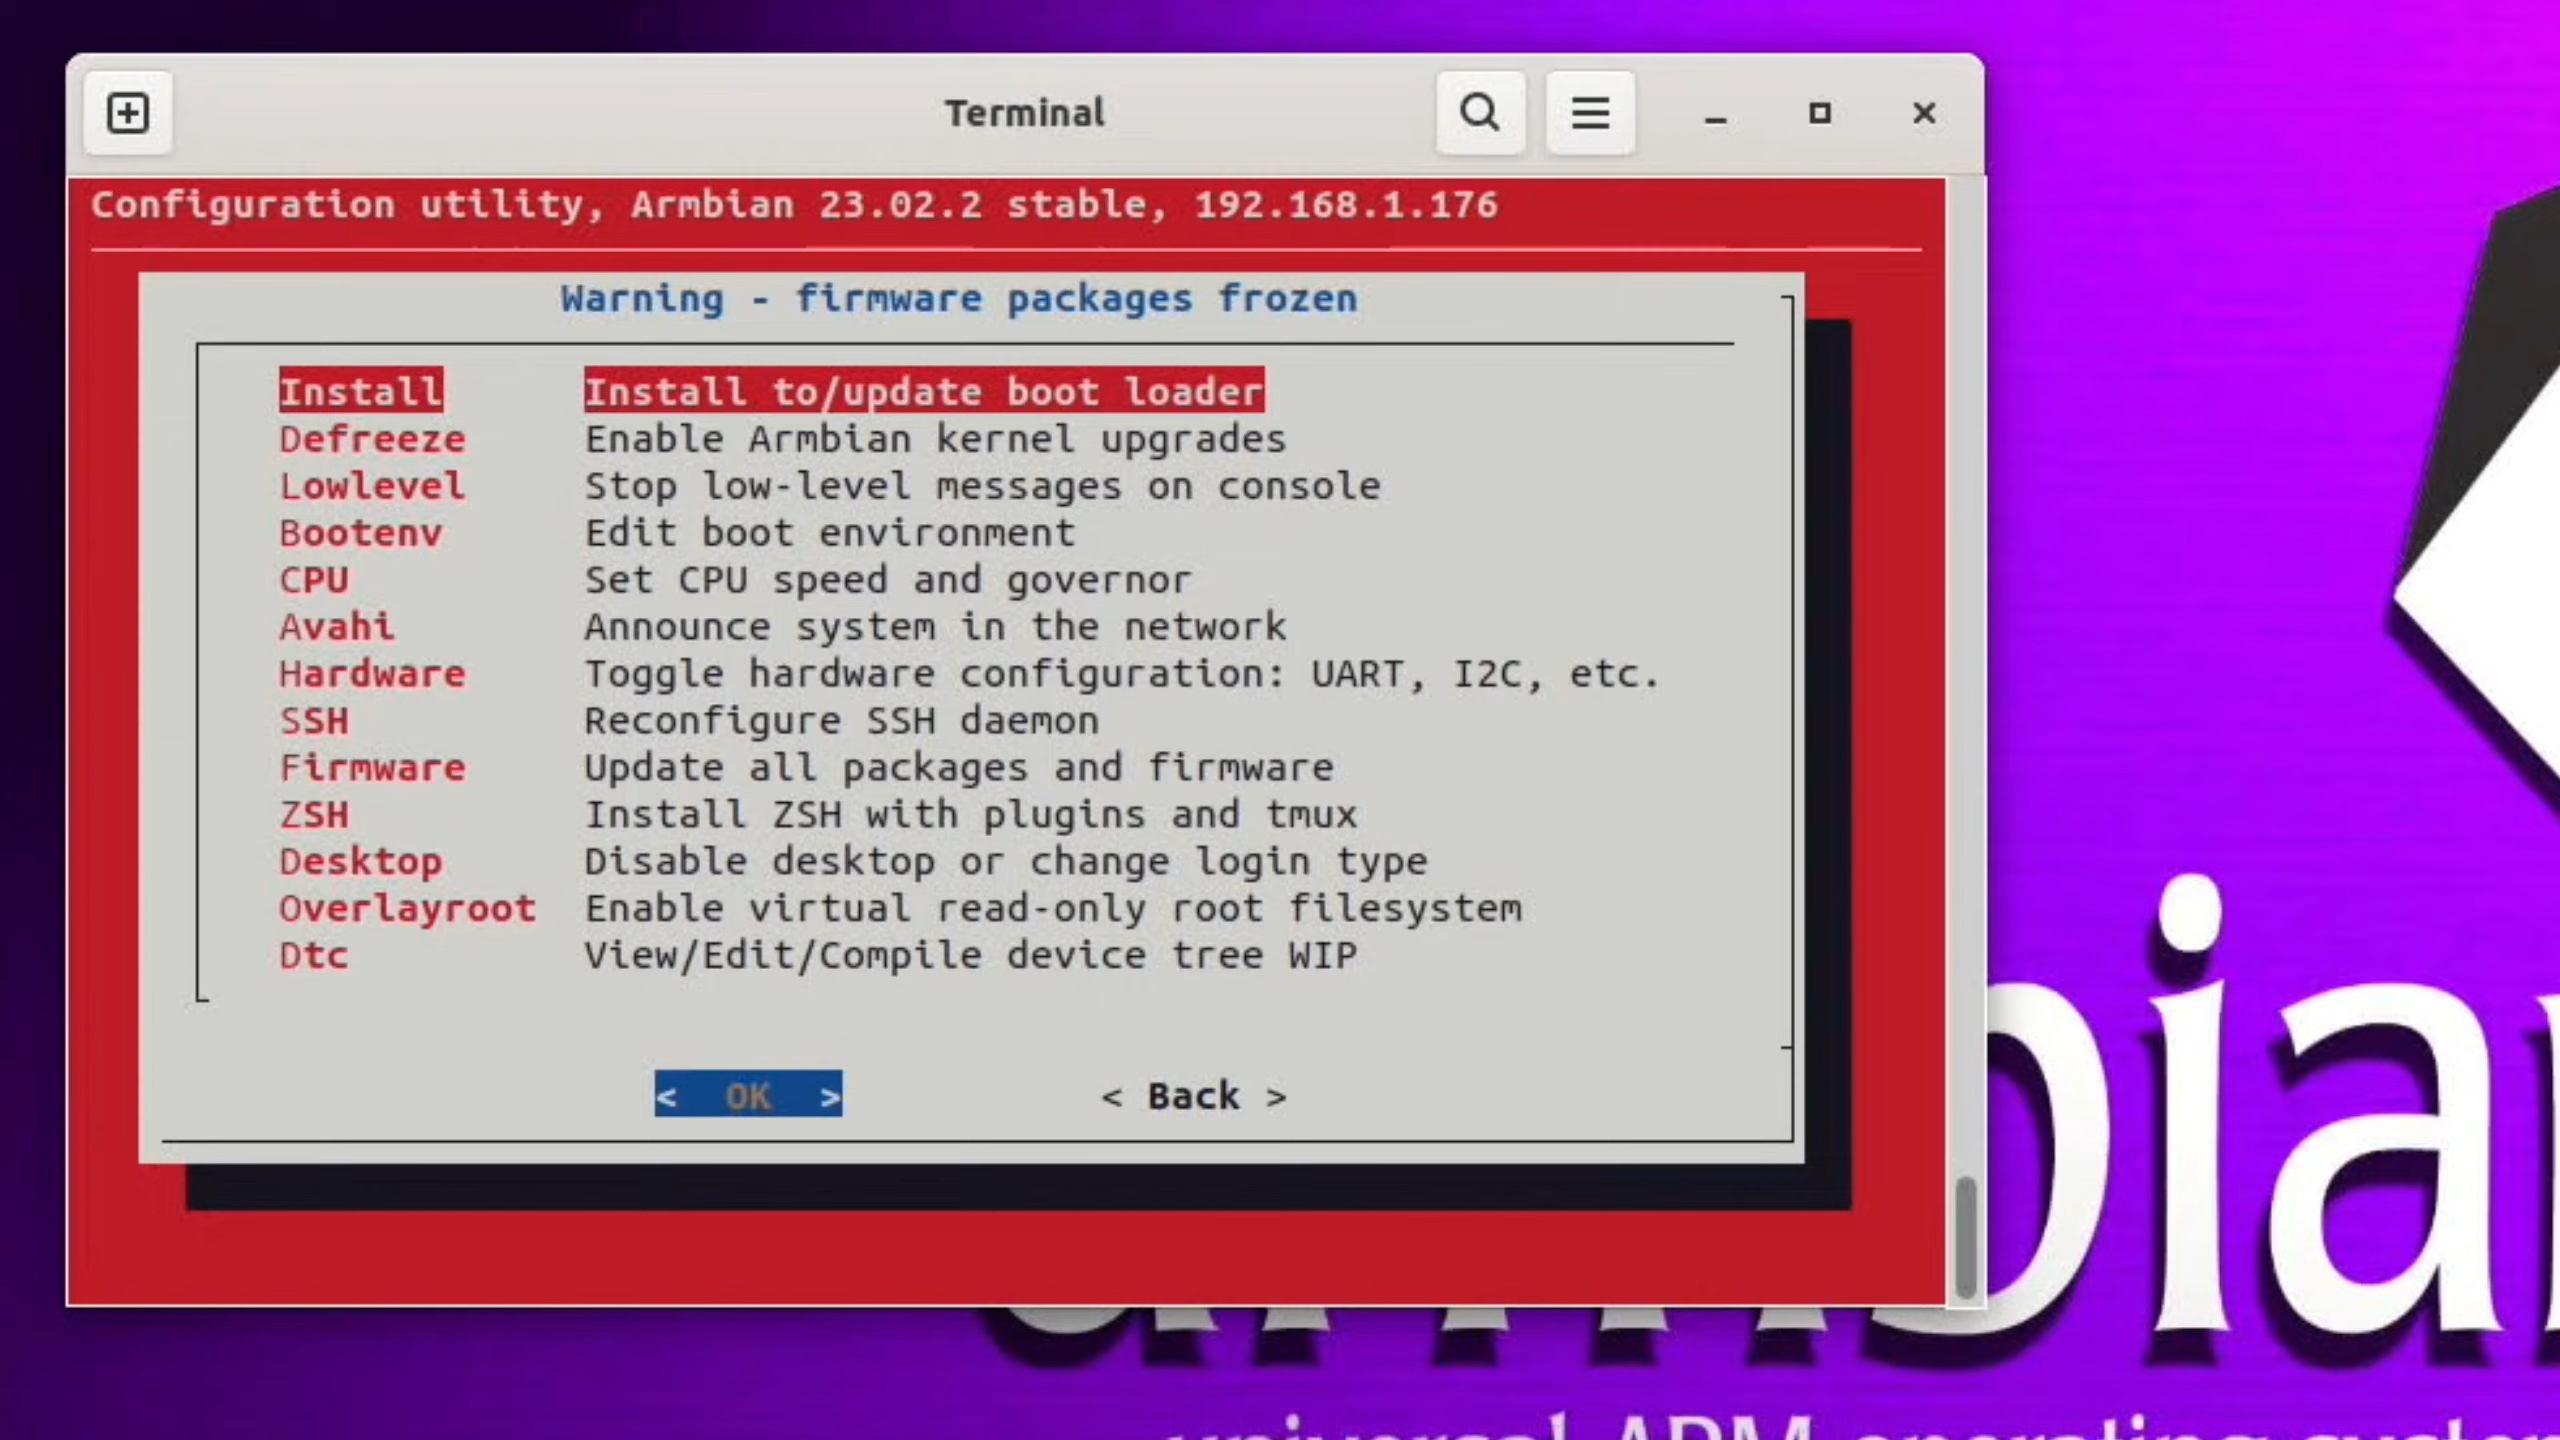 Terminal
Configuration utility, Armbian 23.02.2 stable, 192.168.1.176
Warning - firmware packages frozen
Install Install to/update boot loader
Defreeze Enable Armbian kernel upgrades
Lowlevel Stop low-level messages on console
Bootenv Edit boot environment
CPU Set CPU speed and governor
Avahi Announce system in the network
Hardware Toggle hardware configuration: UART, I2C, etc.
SSH Reconfigure SSH daemon
Firmware Update all packages and firmware
ZSH Install ZSH with plugins and tmux
Desktop Disable desktop or change login type
Overlayroot Enable virtual read-only root filesystem
Dtc View/Edit/Compile device tree WIP
< OK > < Back >